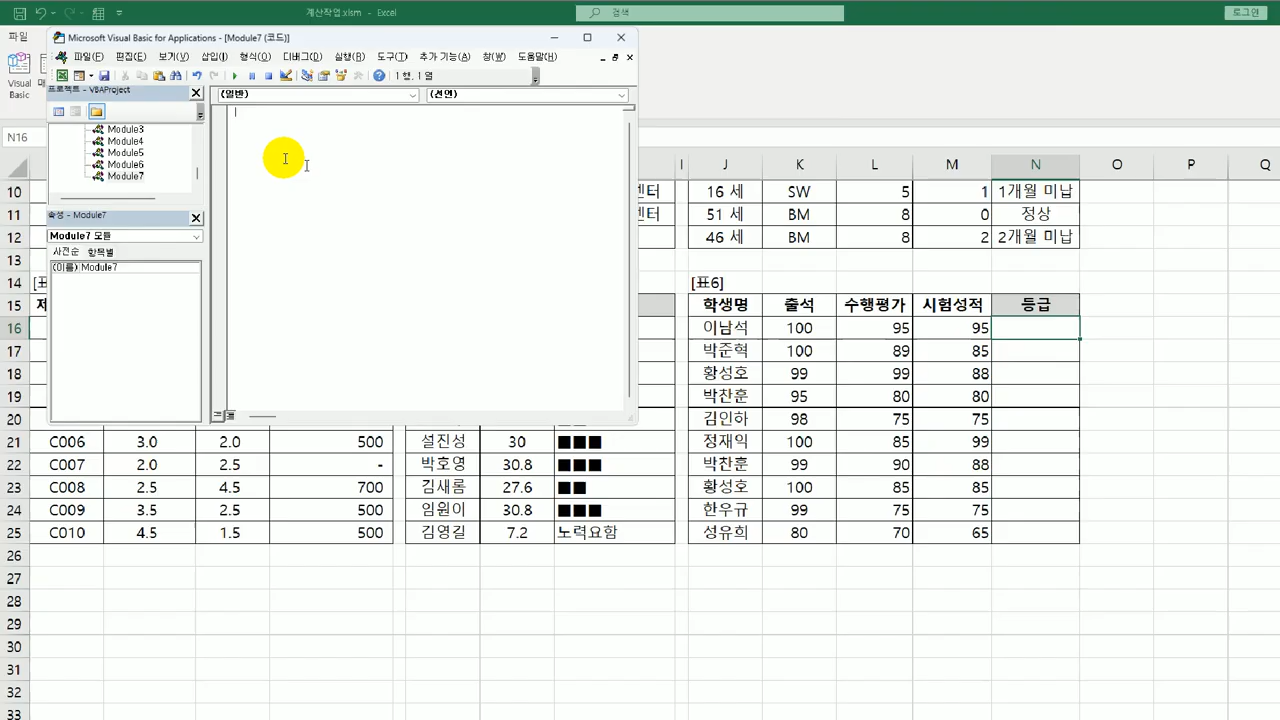 계산작업.xlsm - Excel
검색
로그인
파일
Visual
Basic
Microsoft Visual Basic for Applications - [Module7 (코드)]
파일(F) 편집(E) 보기(V) 삽입(I) 형식(O) 디버그(D) 실행(R) 도구(T) 추가 기능(A) 창(W) 도움말(H)
1 행, 1 열
프로젝트 - VBAProject
(일반) (선언)
Module3
Module4
Module5
Module6
Module7
속성 - Module7
Module7 모듈
사전순 항목별
(이름) Module7
N16
I J K L M N O P Q
10 센터 16 세 SW 5 1 1개월 미납
11 센터 51 세 BM 8 0 정상
12 46 세 BM 8 2 2개월 미납
13
14 [표6]
15 학생명 출석 수행평가 시험성적 등급
16 이남석 100 95 95
17 박준혁 100 89 85
18 황성호 99 99 88
19 박찬훈 95 80 80
20 김인하 98 75 75
21 C006 3.0 2.0 500 설진성 30 ■■■ 정재익 100 85 99
22 C007 2.0 2.5 - 박호영 30.8 ■■■ 박찬훈 99 90 88
23 C008 2.5 4.5 700 김새롬 27.6 ■■ 황성호 100 85 85
24 C009 3.5 2.5 500 임원이 30.8 ■■■ 한우규 99 75 75
25 C010 4.5 1.5 500 김영길 7.2 노력요함 성유희 80 70 65
26
27
28
29
30
31
32
33